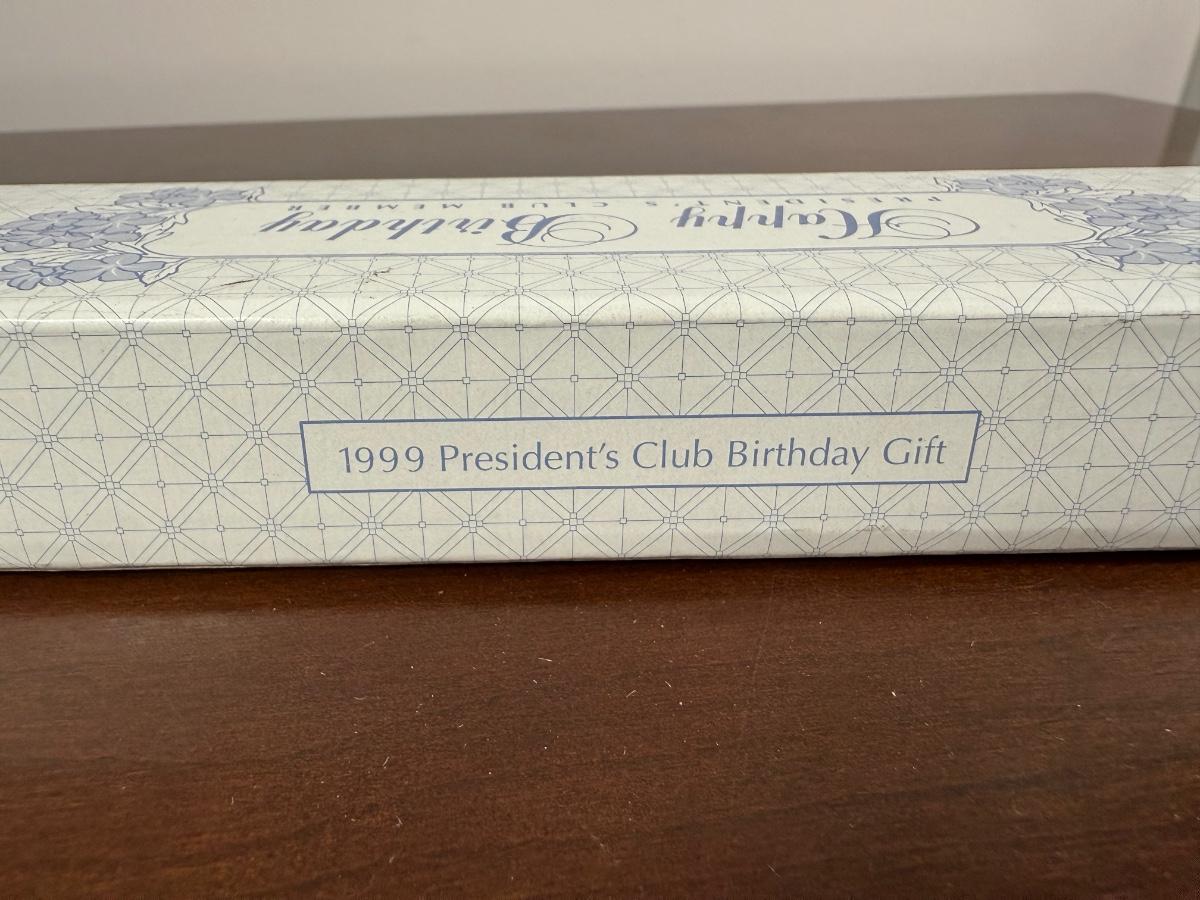 Happy Birthday
PRESIDENT'S CLUB MEMBER
1999 President's Club Birthday Gift